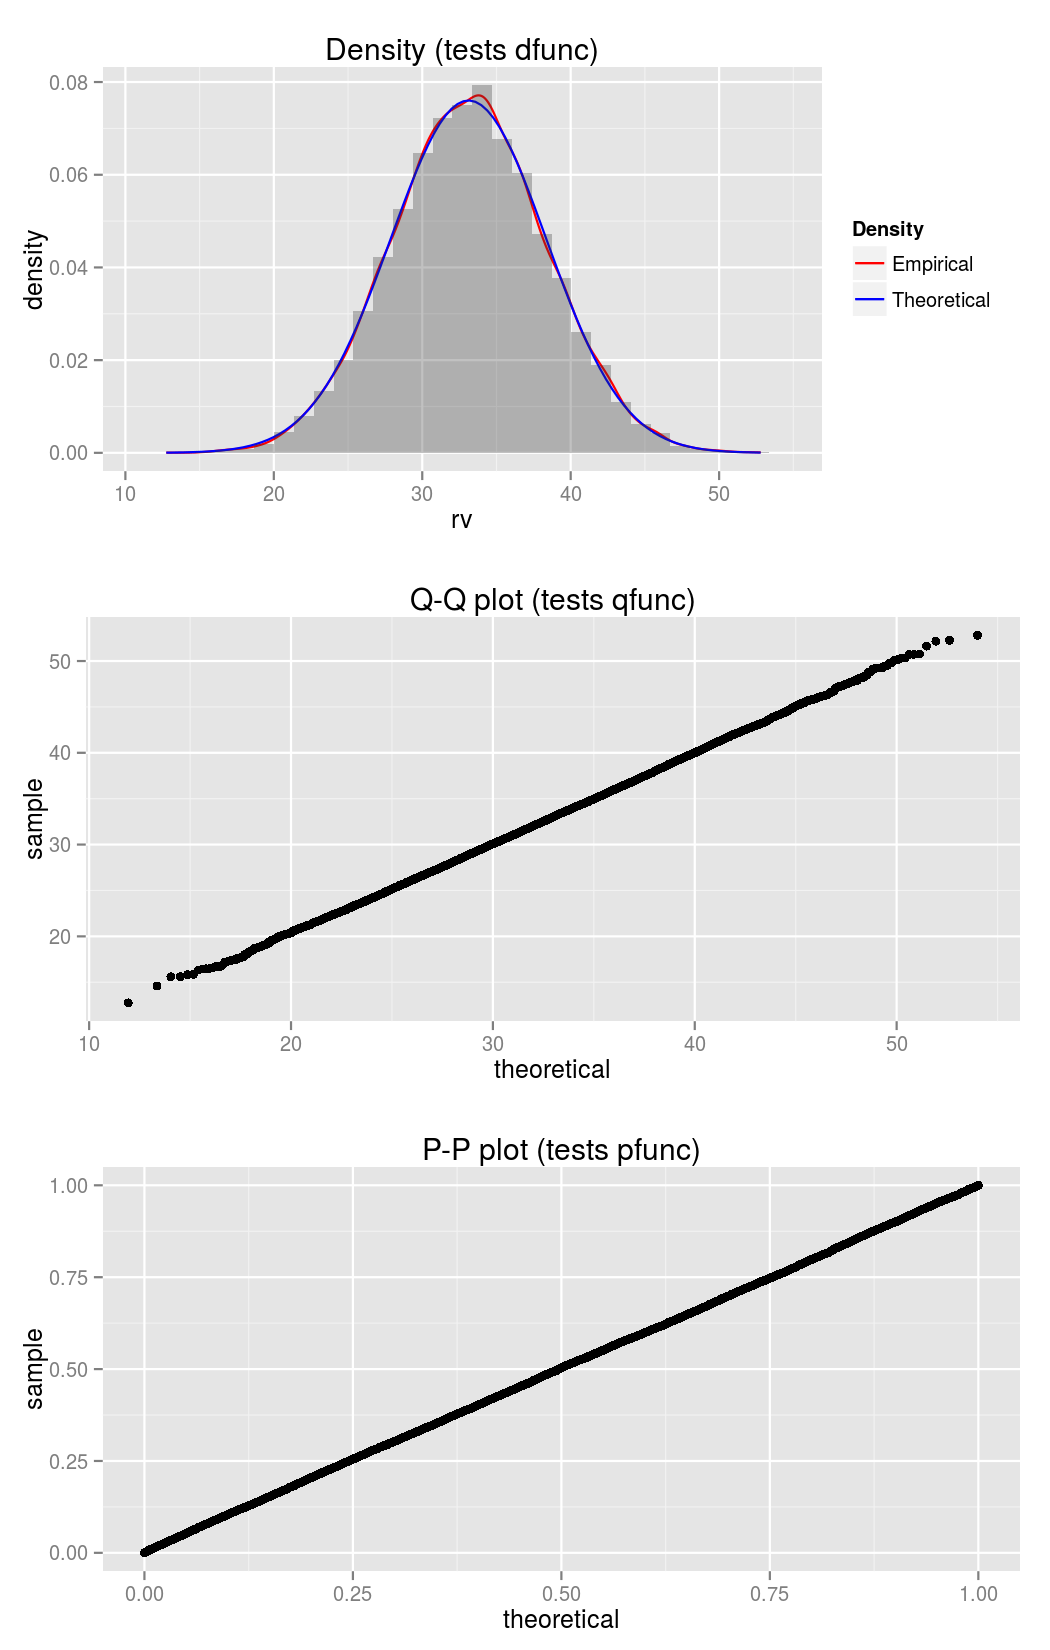 Density (tests dfunc)
0.08
0.06
0.04
0.02
0.00
density
10 20 30 40 50
rv
Density
Empirical
Theoretical
Q-Q plot (tests qfunc)
50
40
30
20
sample
10 20 30 40 50
theoretical
P-P plot (tests pfunc)
1.00
0.75
0.50
0.25
0.00
sample
0.00 0.25 0.50 0.75 1.00
theoretical